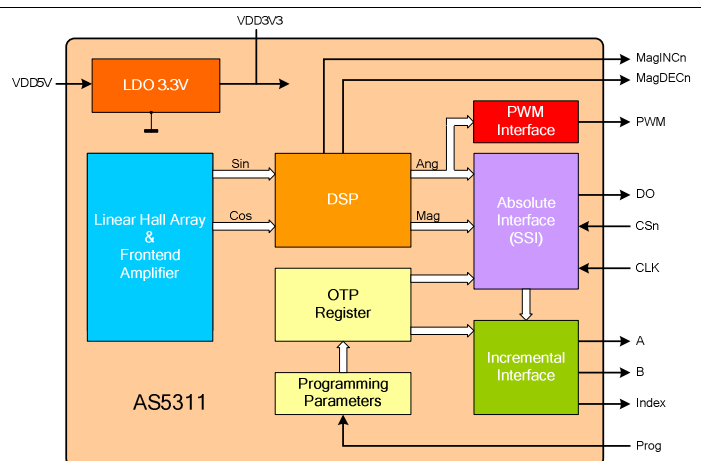 VDD3V3
VDD5V
LDO 3.3V
MagINCn
MagDECn
PWM
Interface
PWM
Sin
Ang
Linear Hall Array
&
Frontend
Amplifier
DSP
Absolute
Interface
(SSI)
DO
Cos
Mag
CSn
CLK
OTP
Register
Incremental
Interface
A
B
Index
Programming
Parameters
AS5311
Prog